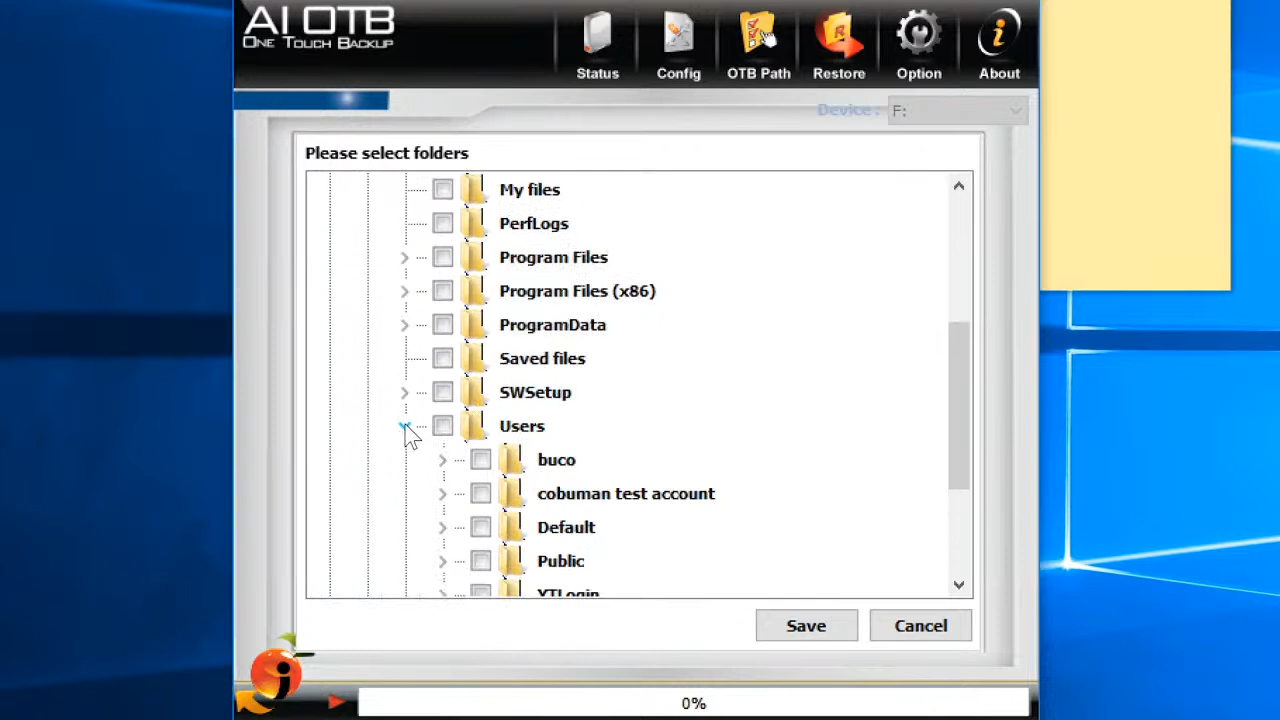 AI OTB
ONE TOUCH BACKUP
Status
Config
OTB Path
Restore
Option
About
Device : F:
Please select folders
My files
PerfLogs
Program Files
Program Files (x86)
ProgramData
Saved files
SWSetup
Users
buco
cobuman test account
Default
Public
YTLogin
Save
Cancel
0%